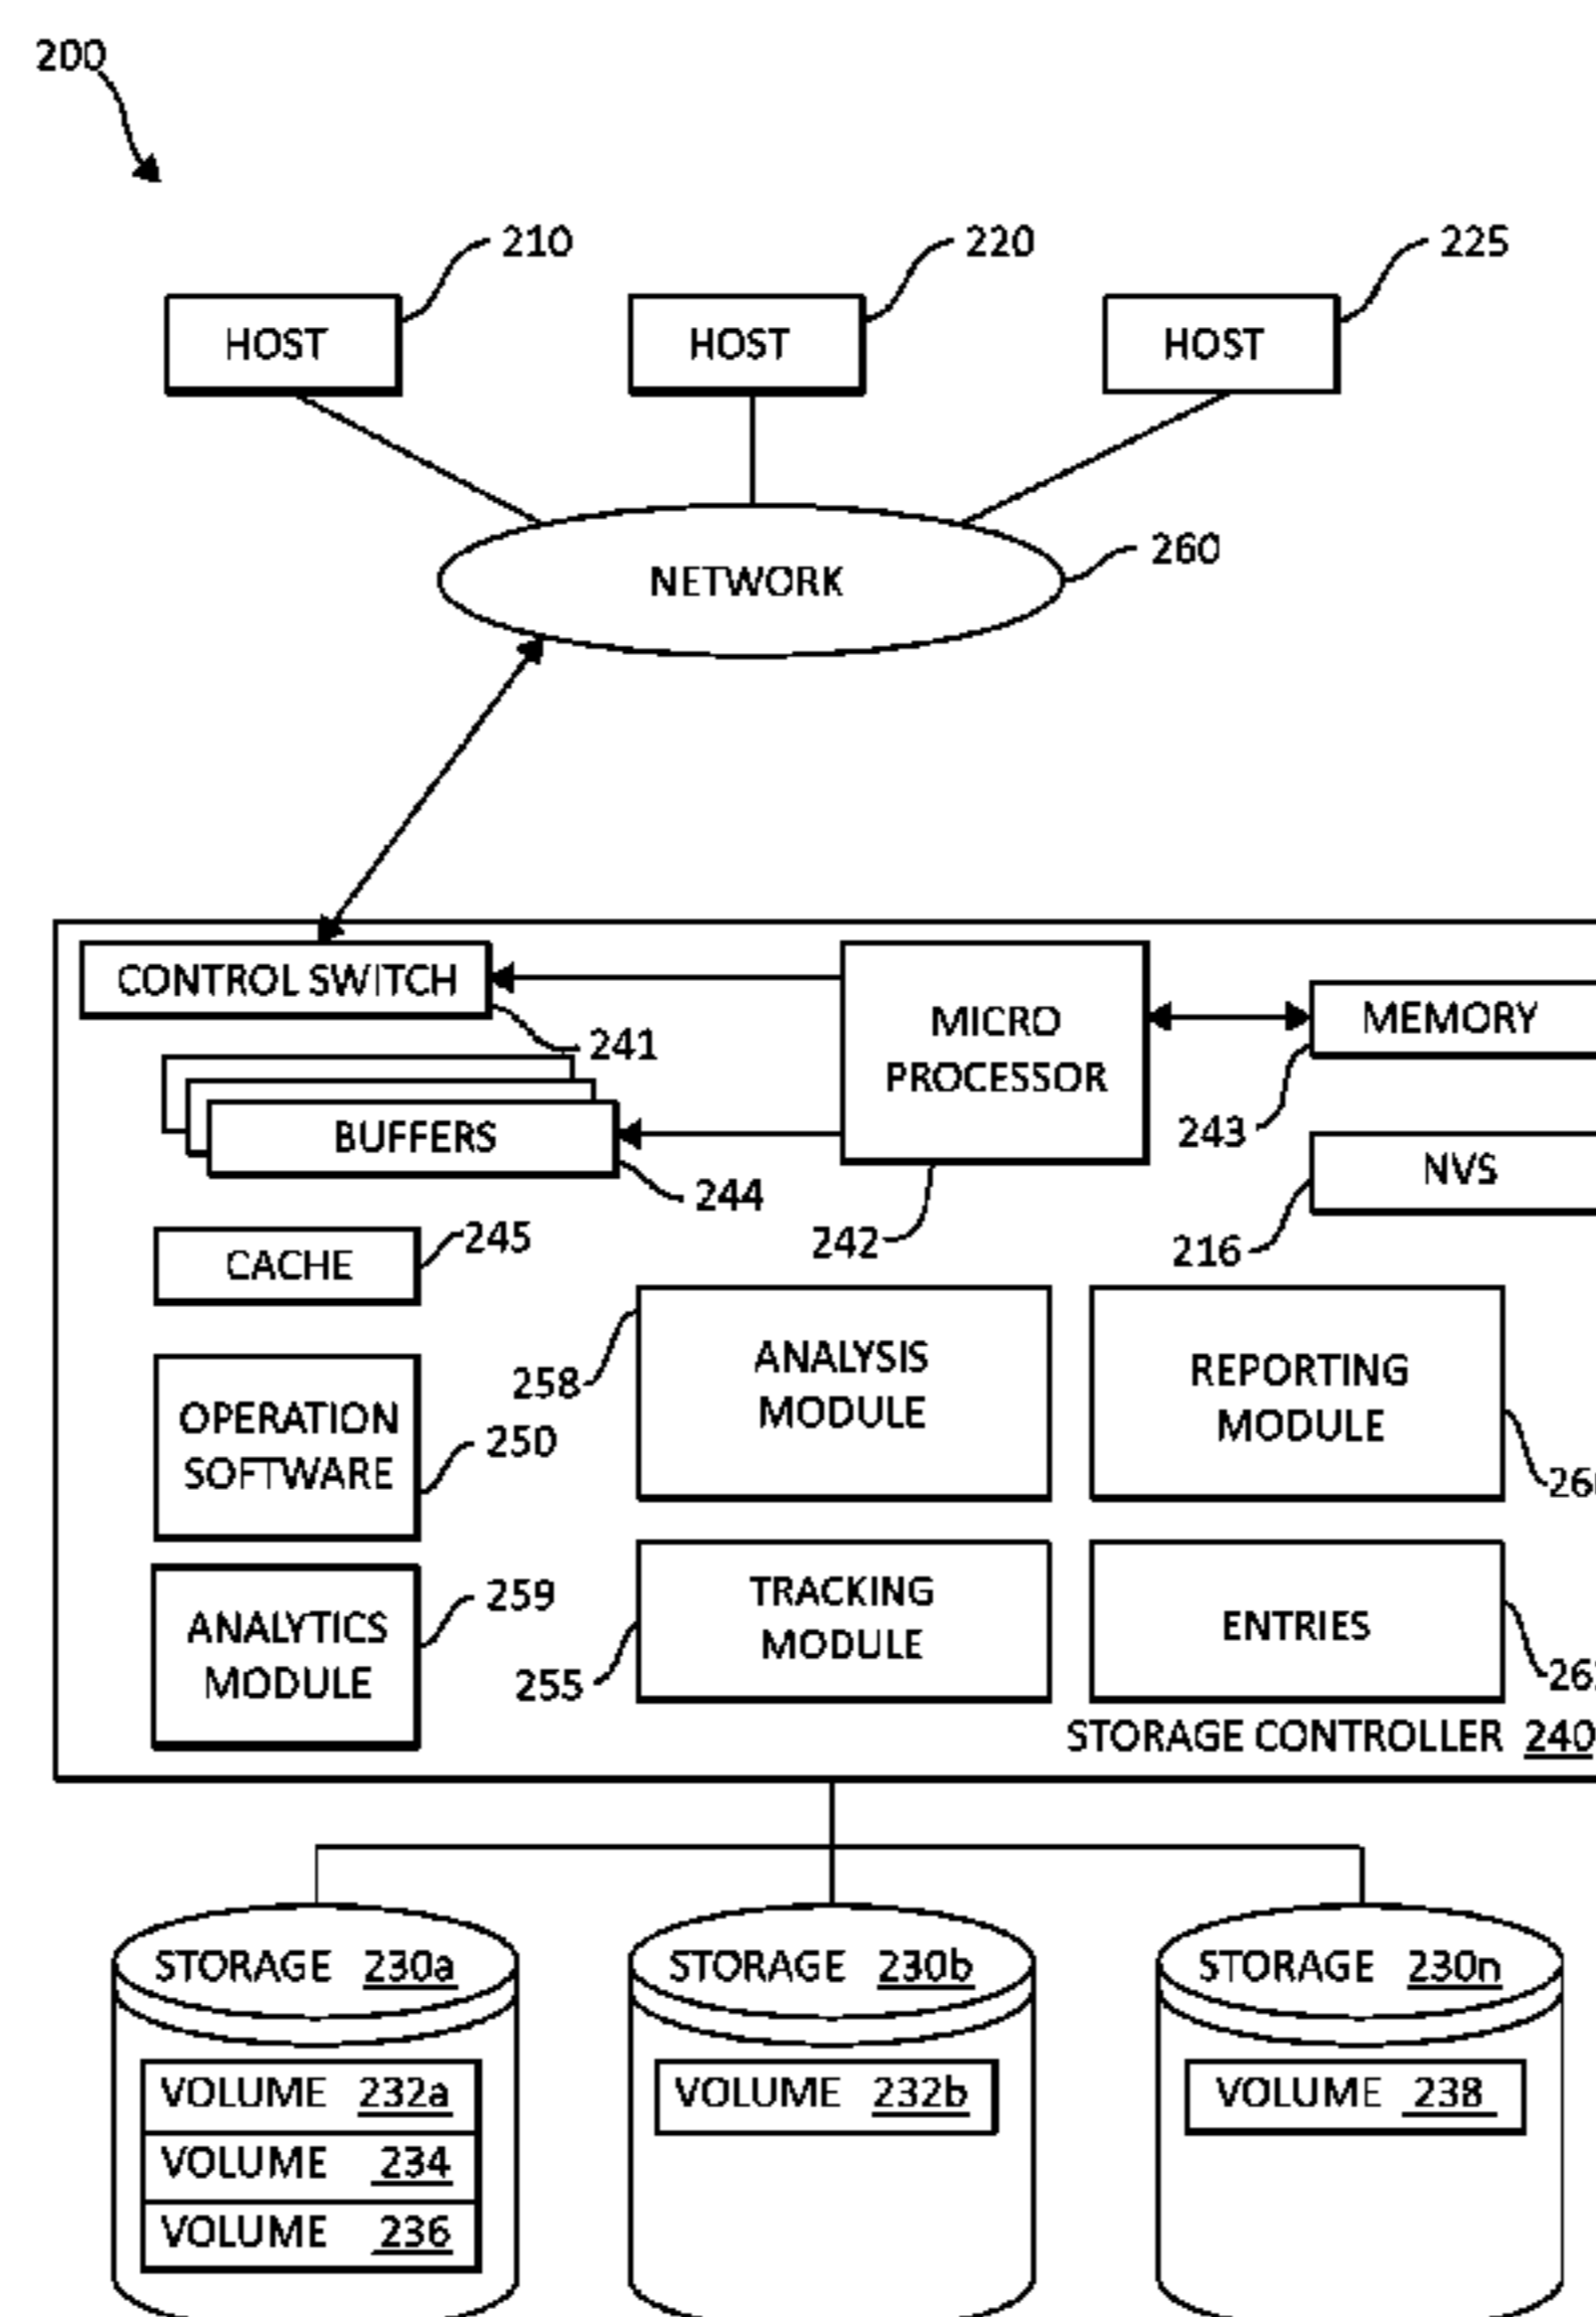 200
210
220
225
HOST
HOST
HOST
260
NETWORK
CONTROL SWITCH
MICRO
PROCESSOR
MEMORY
241
BUFFERS
243
244
NVS
242
216
CACHE
245
ANALYSIS
MODULE
258
REPORTING
MODULE
OPERATION
SOFTWARE
250
ANALYTICS
MODULE
259
TRACKING
MODULE
255
ENTRIES
STORAGE CONTROLLER 240
STORAGE 230a
STORAGE 230b
STORAGE 230n
VOLUME 232a
VOLUME 234
VOLUME 236
VOLUME 232b
VOLUME 238